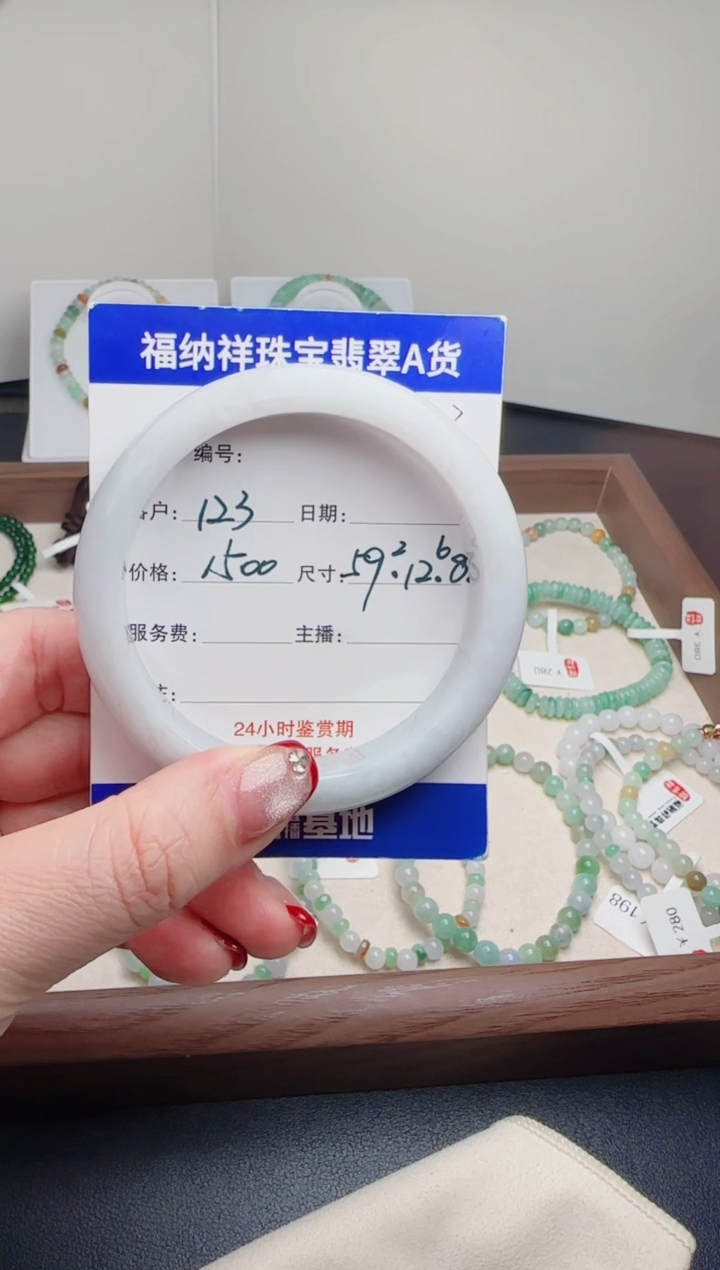 福纳祥珠宝翡翠A货
编号:
户: 123 日期:
价格: 1500 尺寸: 59.2 12.6 8.
服务费: 主播:
24小时鉴赏期
基地
¥ 280
¥ 380
198
¥ 280